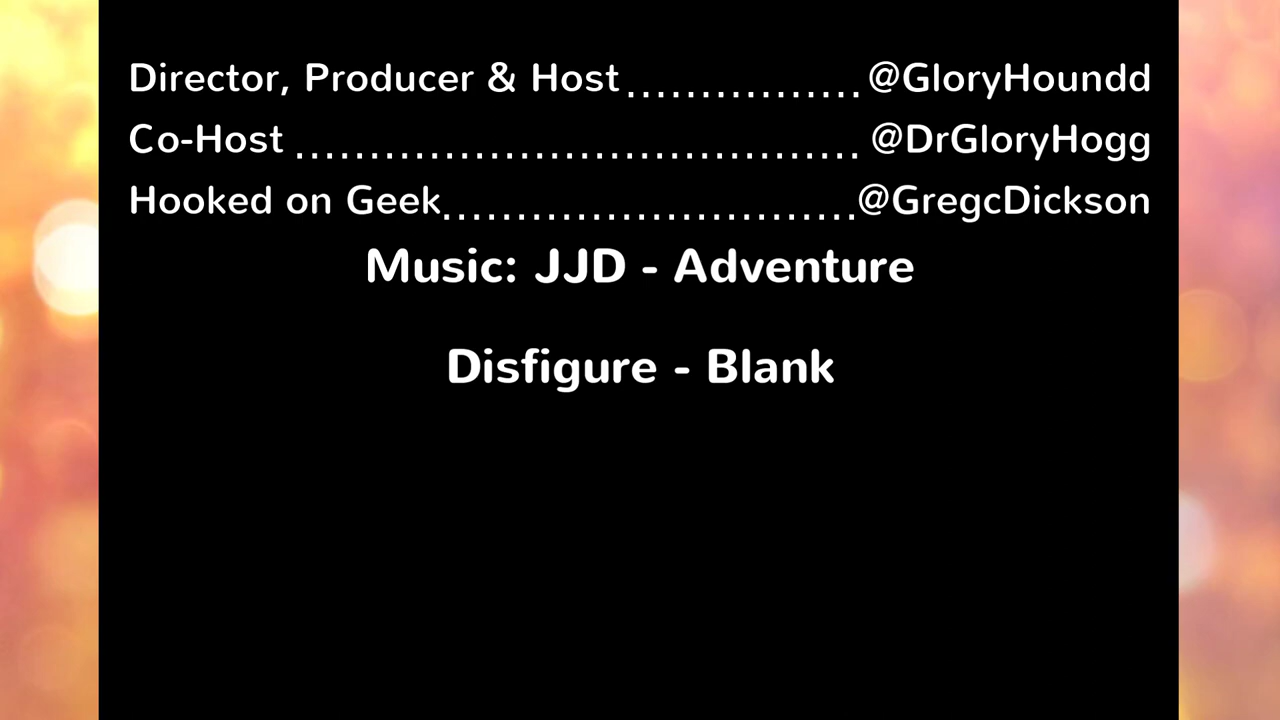 Director, Producer & Host................@GloryHoundd
Co-Host ...................................... @DrGloryHogg
Hooked on Geek............................@GregcDickson
Music: JJD - Adventure
Disfigure - Blank